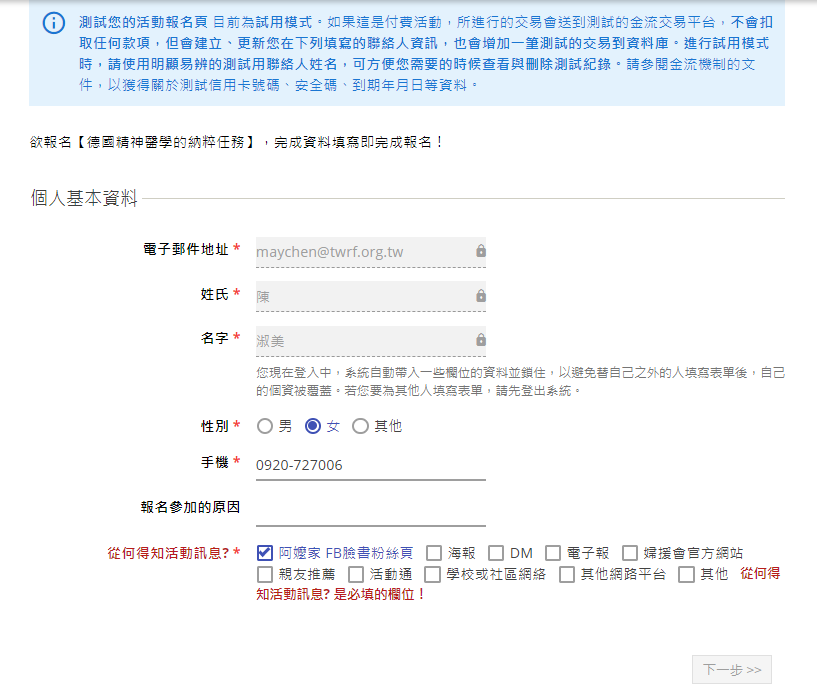 測試您的活動報名頁 目前為試用模式。如果這是付費活動，所進行的交易會送到測試的金流交易平台，不會扣
取任何款項，但會建立、更新您在下列填寫的聯絡人資訊，也會增加一筆測試的交易到資料庫。進行試用模式
時，請使用明顯易辨的測試用聯絡人姓名，可方便您需要的時候查看與刪除測試紀錄。請參閱金流機制的文
件，以獲得關於測試信用卡號碼、安全碼、到期年月日等資料。
欲報名【德國精神醫學的納粹任務】，完成資料填寫即完成報名！
個人基本資料
電子郵件地址 * maychen@twrf.org.tw
姓氏 * 陳
名字 * 淑美
您現在登入中，系統自動帶入一些欄位的資料並鎖住，以避免替自己之外的人填寫表單後，自己
的個資被覆蓋。若您要為其他人填寫表單，請先登出系統。
性別 * 男 女 其他
手機 * 0920-727006
報名參加的原因
從何得知活動訊息? * 阿嬤家 FB臉書粉絲頁 海報 DM 電子報 婦援會官方網站
親友推薦 活動通 學校或社區網絡 其他網路平台 其他 從何得
知活動訊息? 是必填的欄位！
下一步 >>